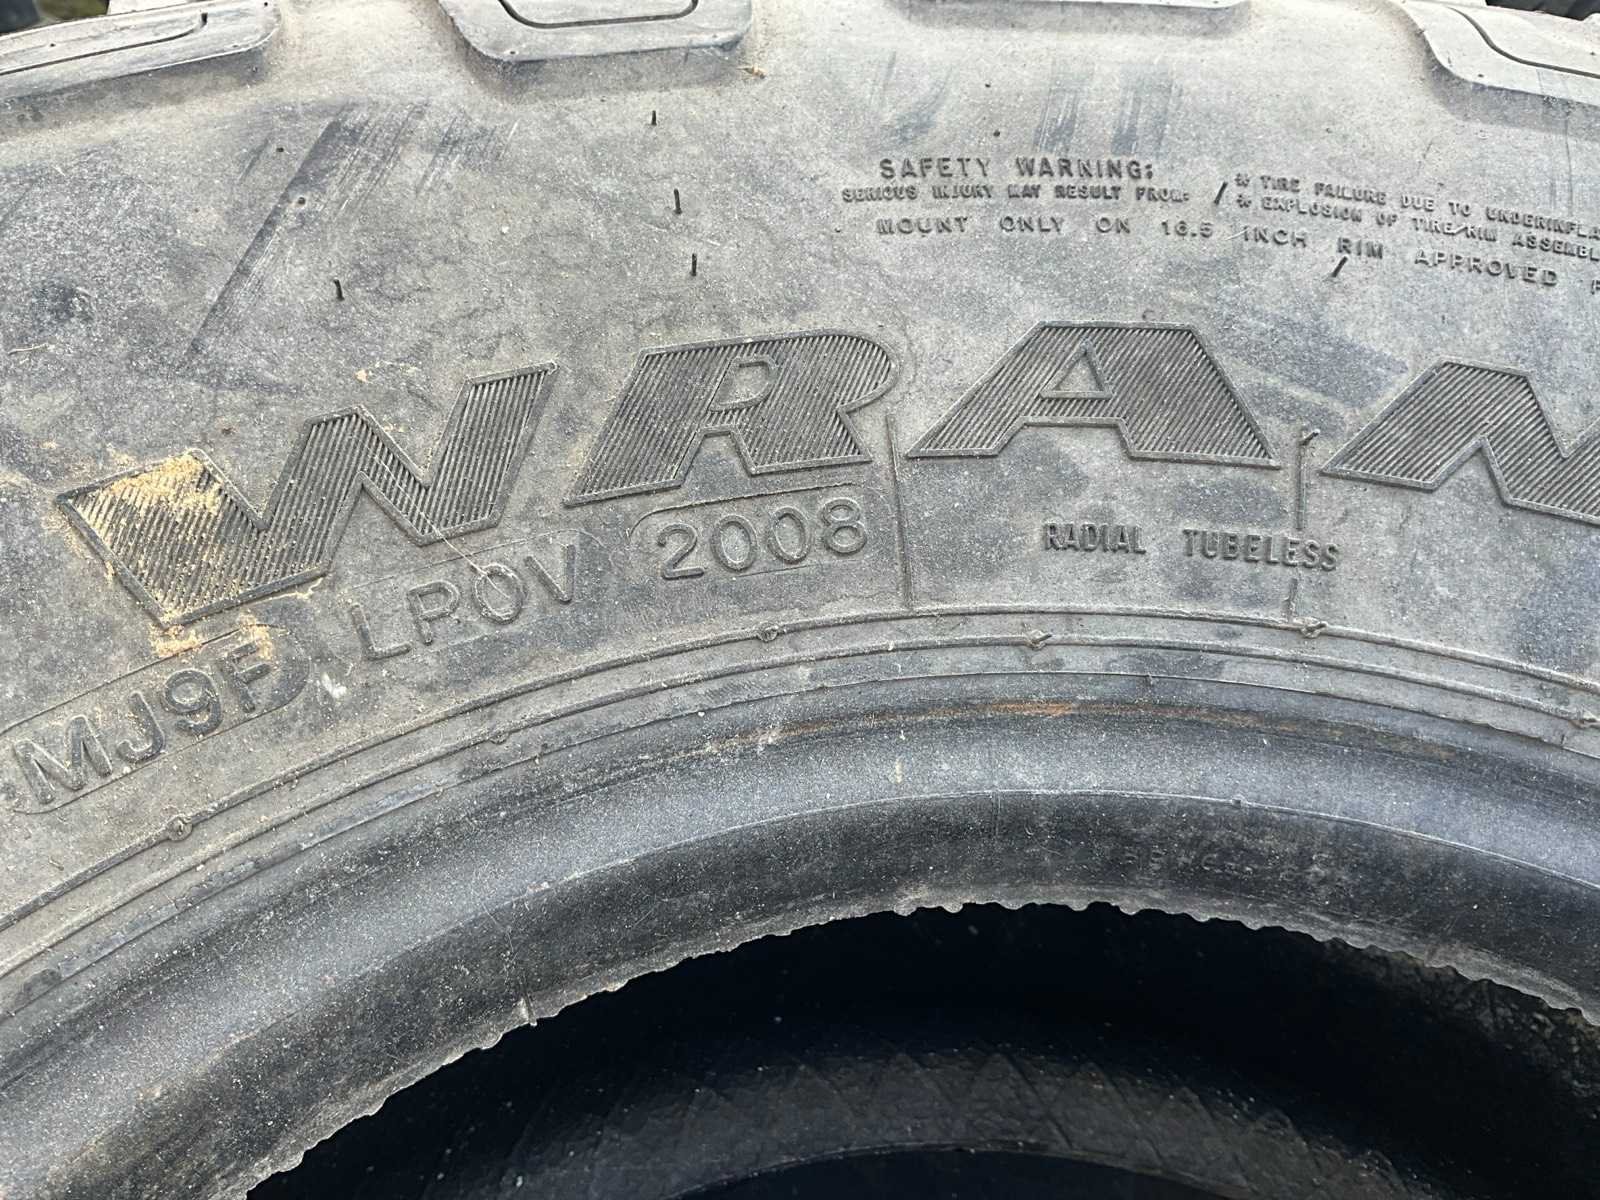 SAFETY WARNING:
SERIOUS INJURY MAY RESULT FROM:
* TIRE FAILURE DUE TO UNDERINFLA
* EXPLOSION OF TIRE/RIM ASSEMBL
MOUNT ONLY ON 16.5 INCH RIM APPROVED F
WRAN
MJ9F LROV 2008
RADIAL TUBELESS